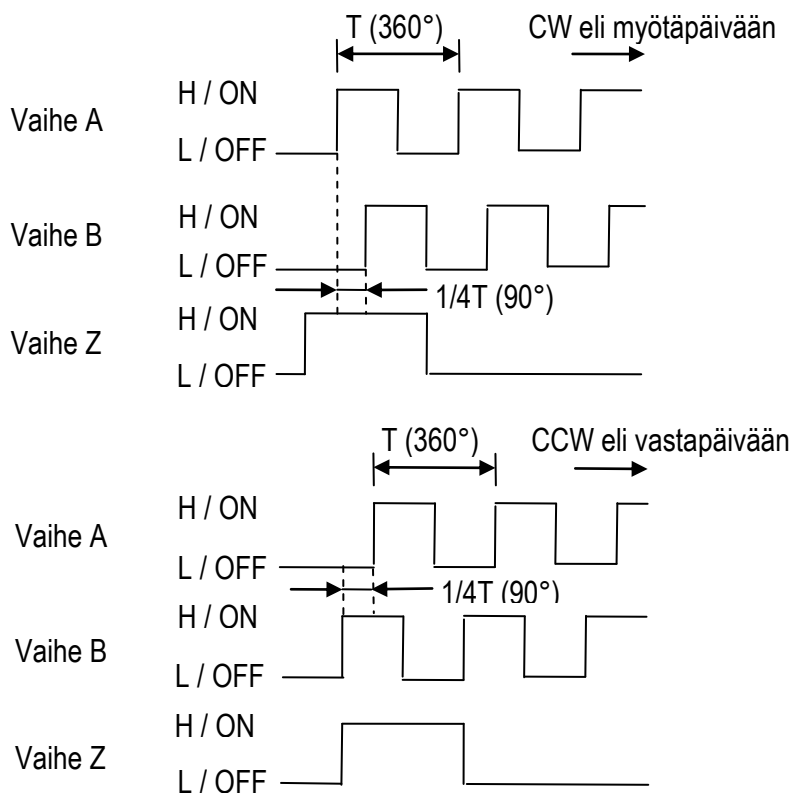 T (360°) CW eli myötäpäivään
H / ON
Vaihe A
L / OFF
H / ON
Vaihe B
L / OFF
1/4T (90°)
H / ON
Vaihe Z
L / OFF
T (360°) CCW eli vastapäivään
H / ON
Vaihe A
L / OFF
1/4T (90°)
H / ON
Vaihe B
L / OFF
H / ON
Vaihe Z
L / OFF